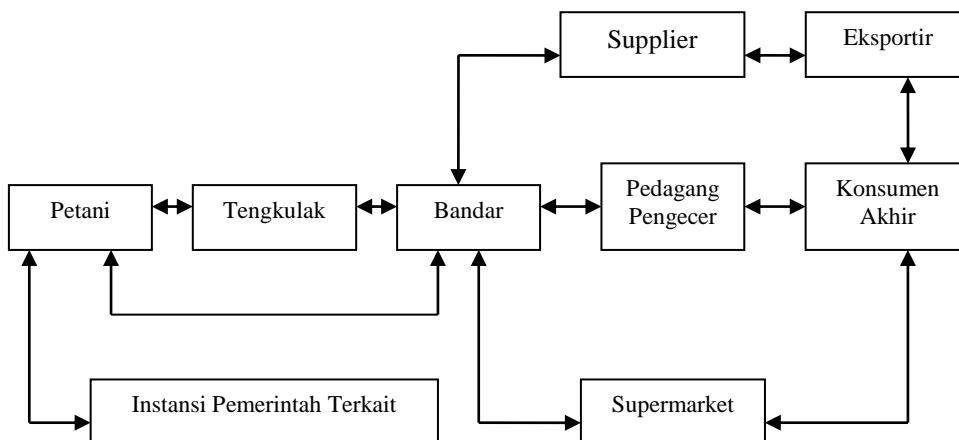 Supplier
Eksportir
Petani
Tengkulak
Bandar
Pedagang
Pengecer
Konsumen
Akhir
Instansi Pemerintah Terkait
Supermarket